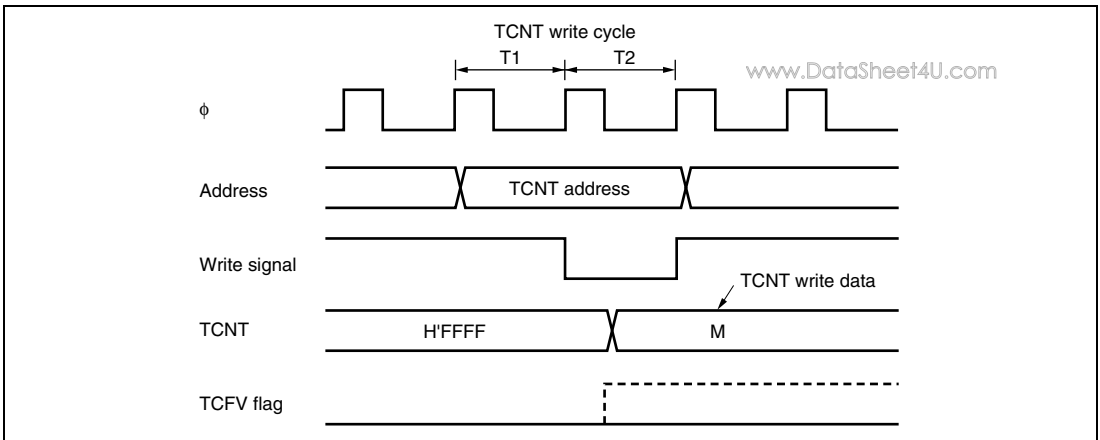 TCNT write cycle
T1 T2
www.DataSheet4U.com
ϕ
Address
TCNT address
Write signal
TCNT write data
TCNT
H'FFFF
M
TCFV flag